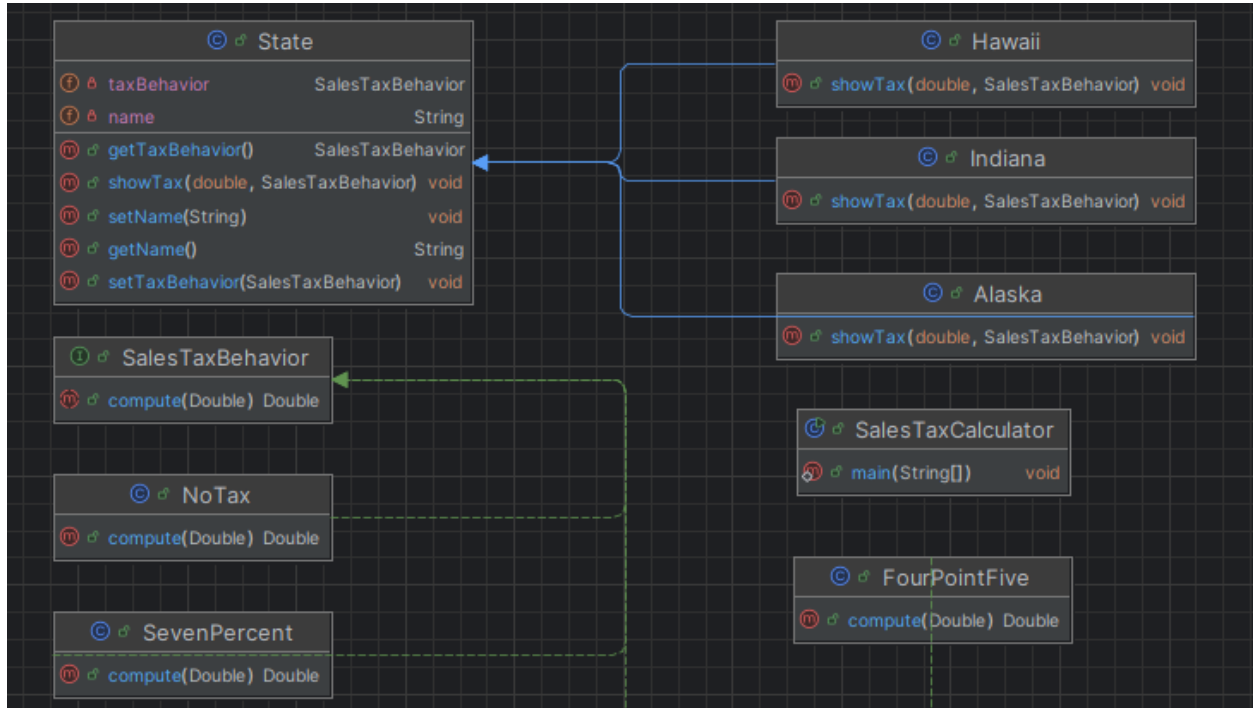 State
taxBehavior SalesTaxBehavior
name String
getTaxBehavior() SalesTaxBehavior
showTax(double, SalesTaxBehavior) void
setName(String) void
getName() String
setTaxBehavior(SalesTaxBehavior) void
Hawaii
showTax(double, SalesTaxBehavior) void
Indiana
showTax(double, SalesTaxBehavior) void
Alaska
showTax(double, SalesTaxBehavior) void
SalesTaxBehavior
compute(Double) Double
SalesTaxCalculator
main(String[]) void
NoTax
compute(Double) Double
FourPointFive
compute(Double) Double
SevenPercent
compute(Double) Double